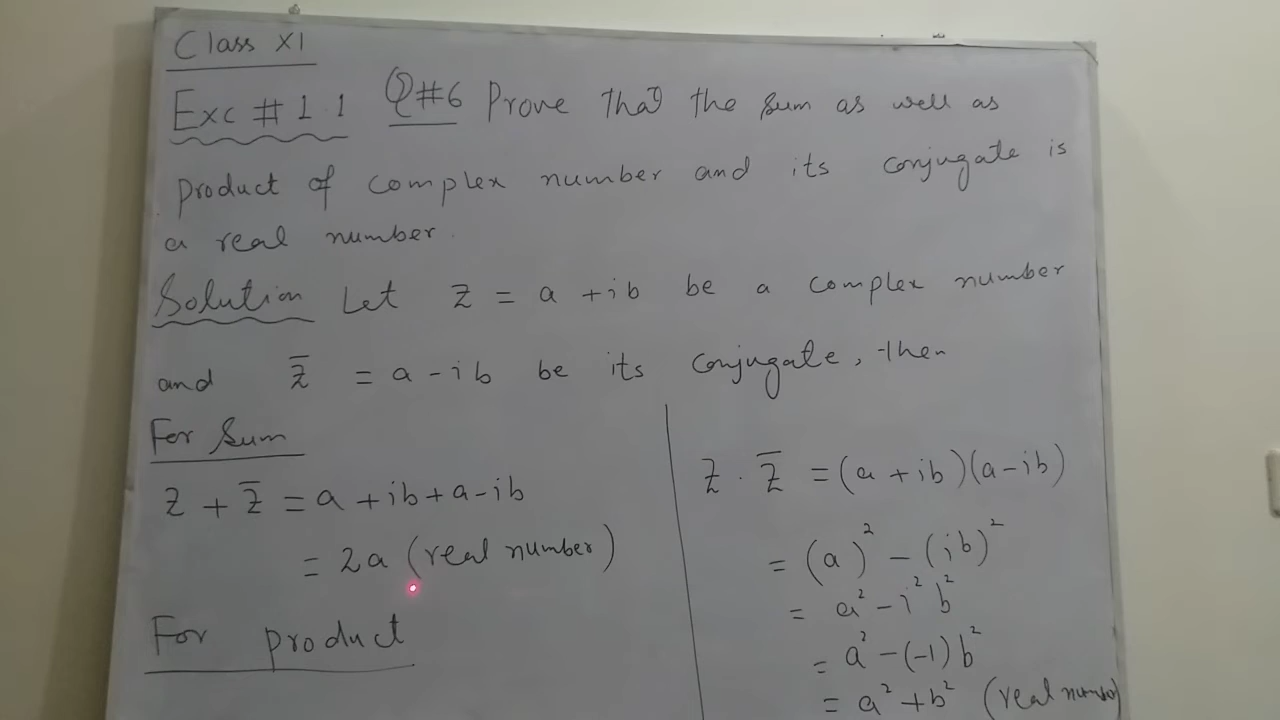 Class XI
Exc # 1.1 Q#6 Prove that the sum as well as
product of complex number and its conjugate is
a real number.
Solution Let z = a + ib be a complex number
and z̅ = a - ib be its conjugate, then
For Sum
z + z̅ = a + ib + a - ib
= 2a (real number)
For product
z . z̅ = (a + ib)(a - ib)
= (a)² - (ib)²
= a² - i² b²
= a² - (-1) b²
= a² + b² (real number)